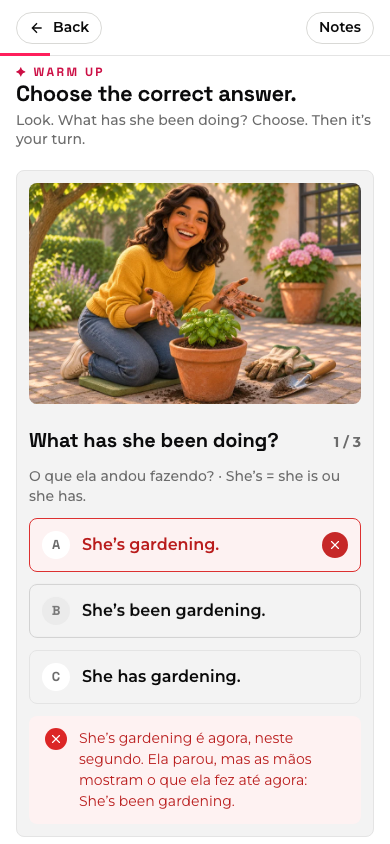 Back
Notes
WARM UP
Choose the correct answer.
Look. What has she been doing? Choose. Then it's
your turn.
What has she been doing?
1 / 3
O que ela andou fazendo? · She's = she is ou
she has.
A She's gardening.
B She's been gardening.
C She has gardening.
She's gardening é agora, neste
segundo. Ela parou, mas as mãos
mostram o que ela fez até agora:
She's been gardening.